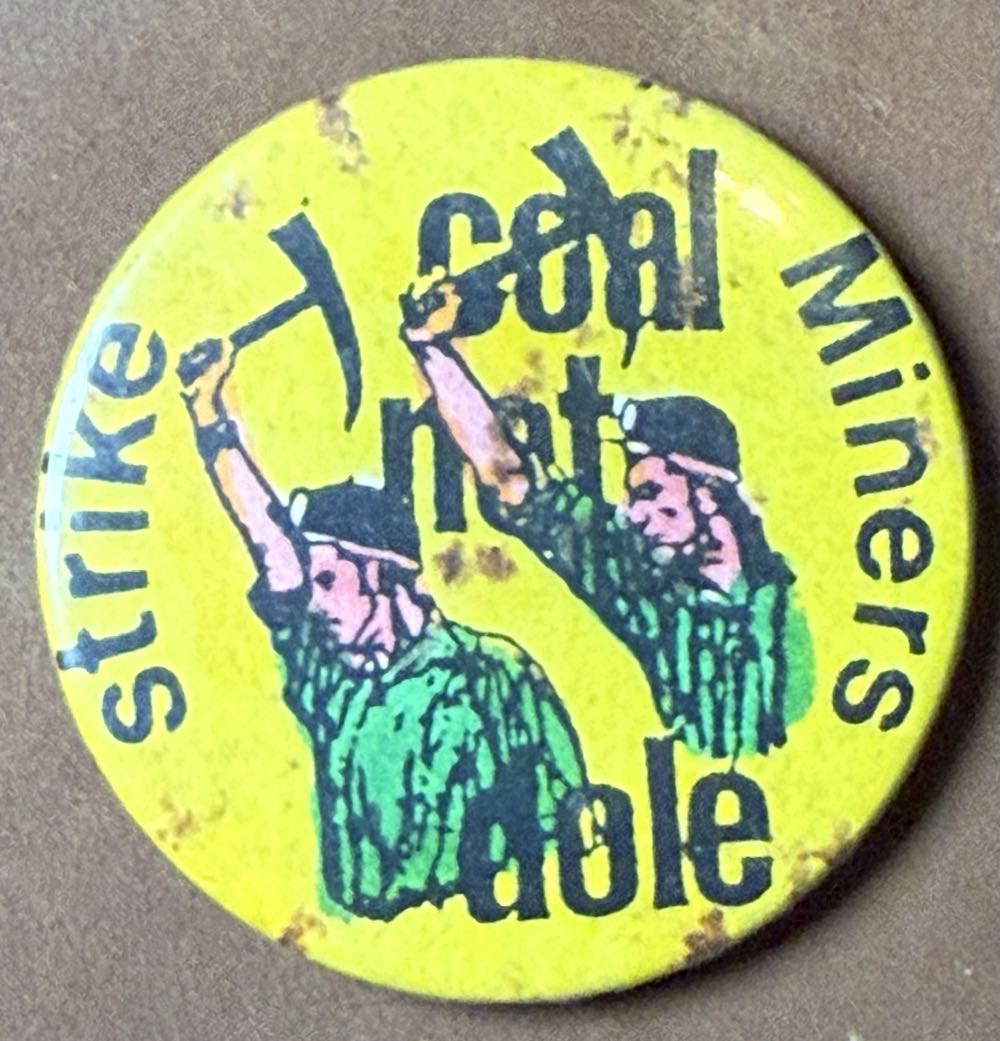 strike
coal
not
dole
Miners